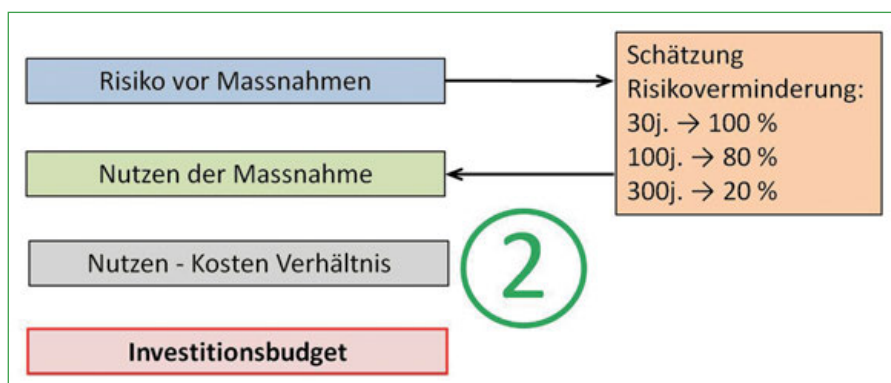 Risiko vor Massnahmen
Schätzung
Risikoverminderung:
30j. → 100 %
100j. → 80 %
300j. → 20 %
Nutzen der Massnahme
Nutzen - Kosten Verhältnis
2
Investitionsbudget